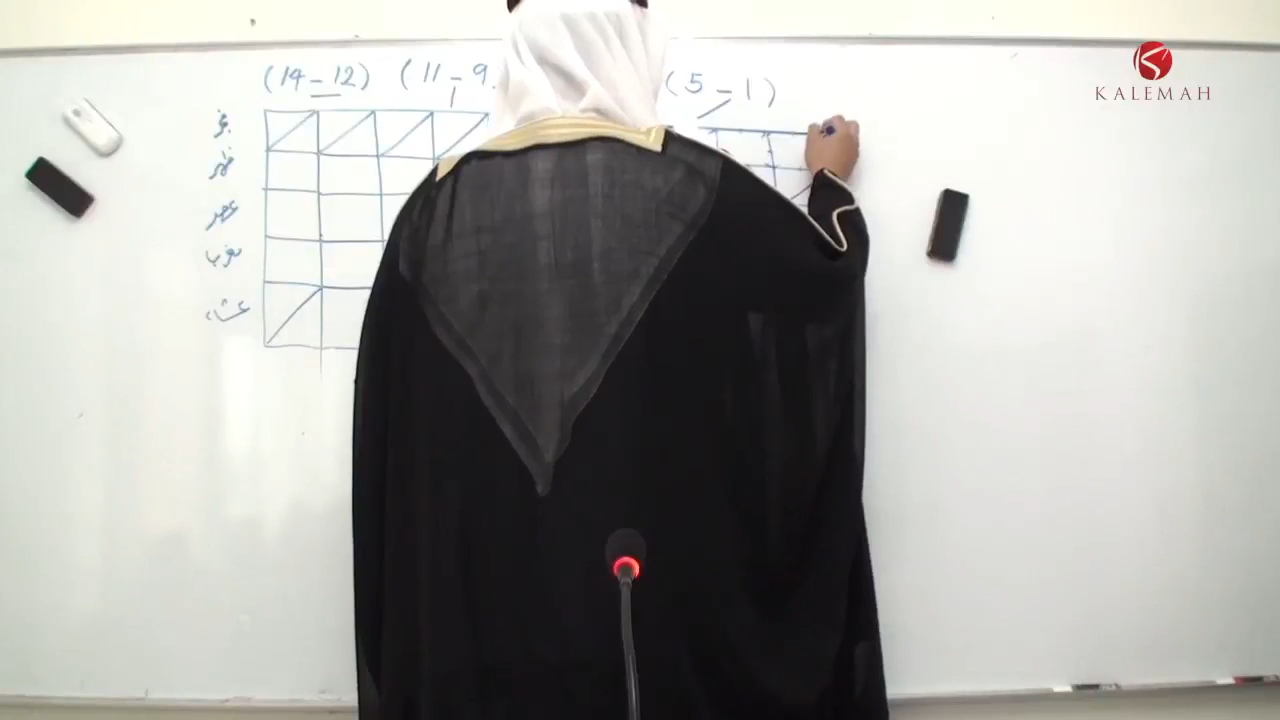 KALEMAH
(14 – 12) (11 – 9 (5 – 1)
فجر
ظهر
عصر
مغرب
عشاء